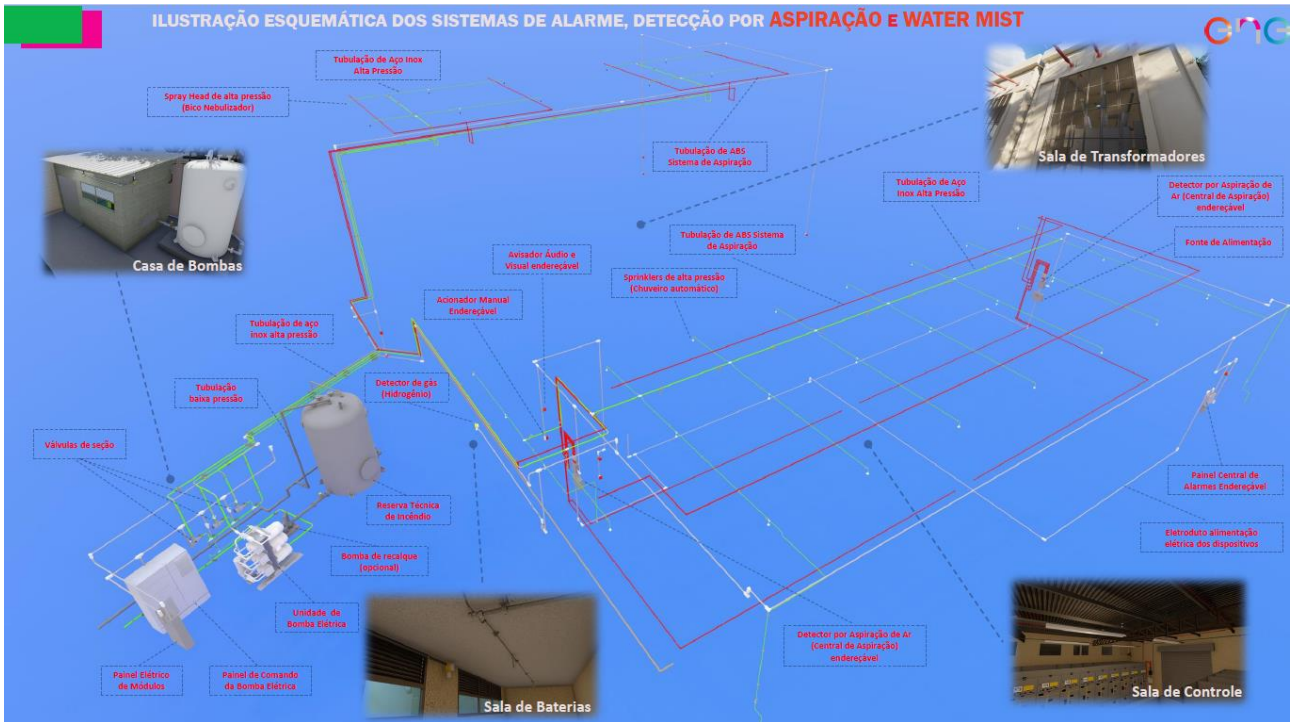 ILUSTRAÇÃO ESQUEMÁTICA DOS SISTEMAS DE ALARME, DETECÇÃO POR ASPIRAÇÃO E WATER MIST
eng
Tubulação de Aço Inox
Alta Pressão
Spray Head de alta pressão
(Bico Nebulizador)
Sala de Transformadores
Tubulação de ABS
Sistema de Aspiração
Tubulação de Aço
Inox Alta Pressão
Detector por Aspiração de
Ar (Central de Aspiração)
endereçável
Casa de Bombas
Avisador Áudio e
Visual endereçável
Tubulação de ABS Sistema
de Aspiração
Fonte de Alimentação
Sprinklers de alta pressão
(Chuveiro automático)
Acionador Manual
Endereçável
Tubulação de aço
inox alta pressão
Detector de gás
(Hidrogênio)
Tubulação
baixa pressão
Válvulas de seção
Painel Central de
Alarmes Endereçável
Reserva Técnica
de Incêndio
Eletroduto alimentação
elétrica dos dispositivos
Bomba de recalque
(opcional)
Unidade de
Bomba Elétrica
Detector por Aspiração de Ar
(Central de Aspiração)
endereçável
Painel Elétrico
de Módulos
Painel de Comando
da Bomba Elétrica
Sala de Baterias
Sala de Controle